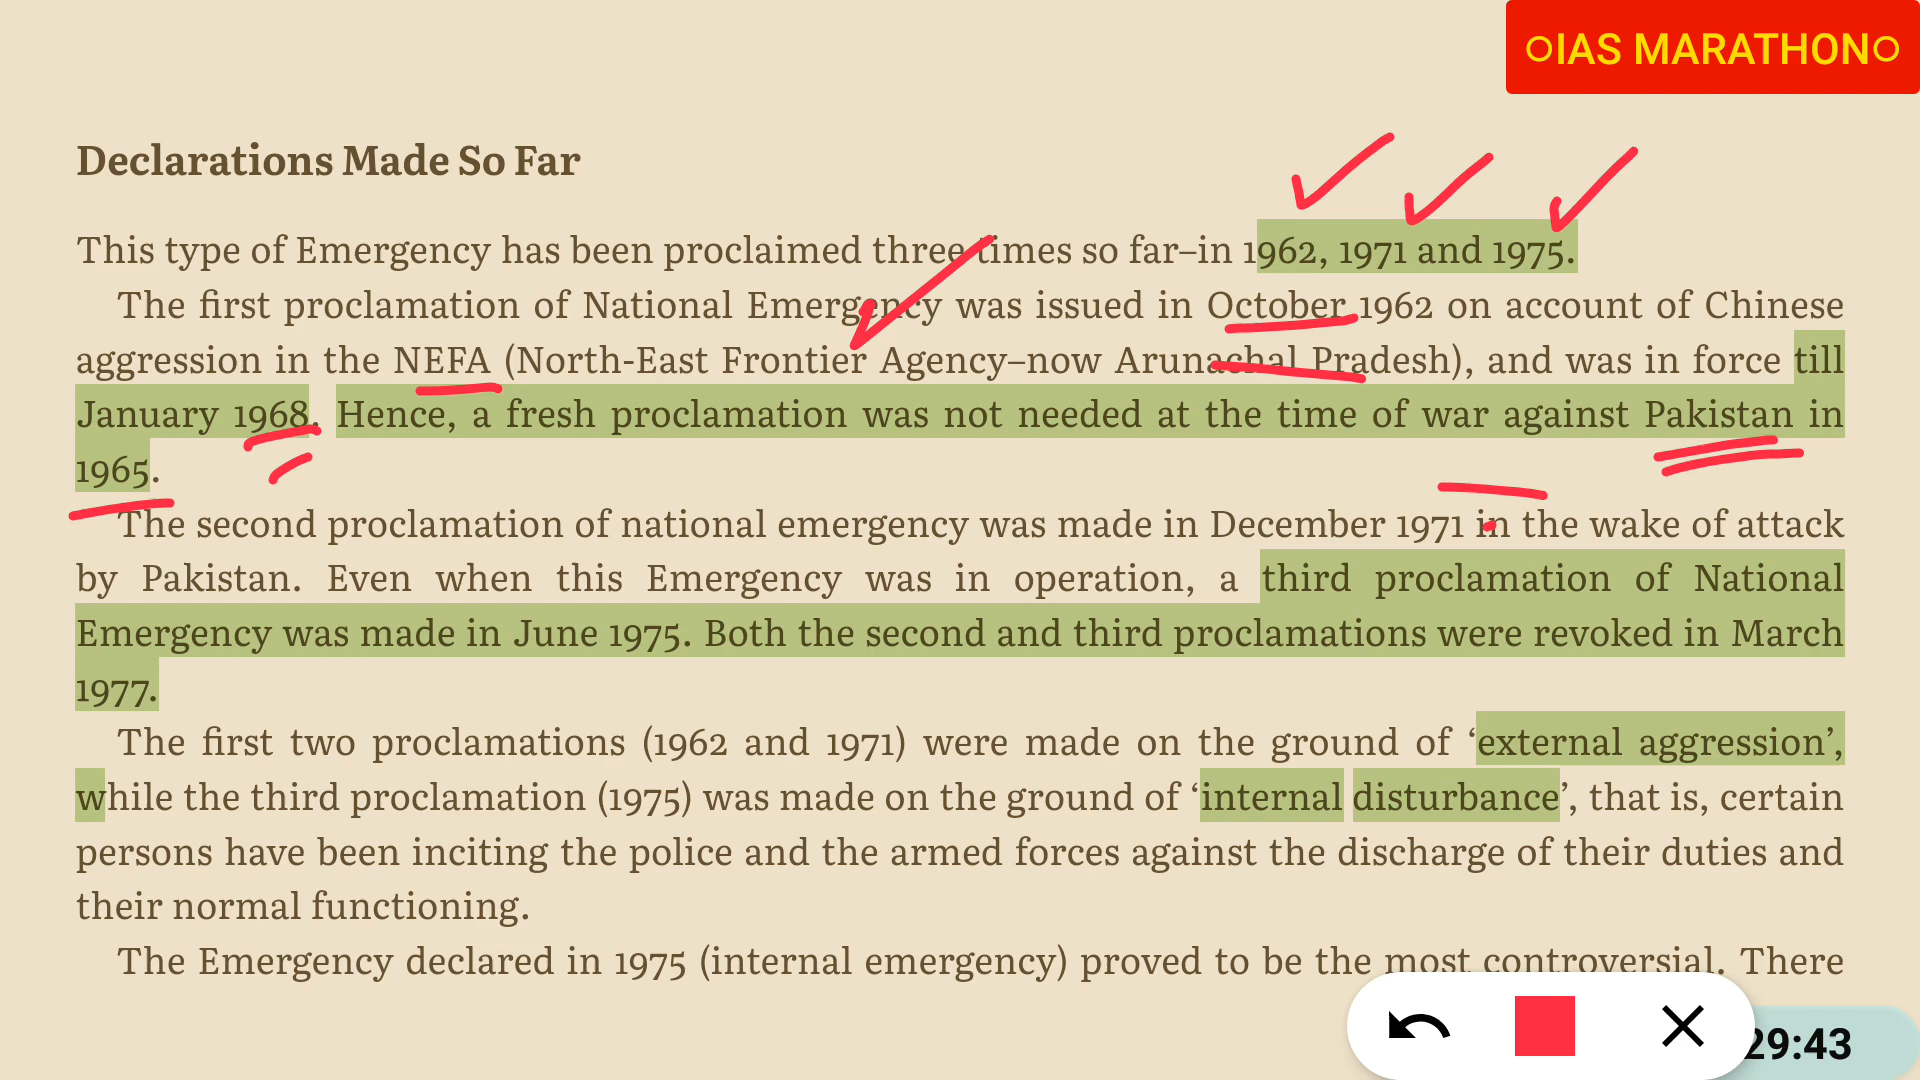 ○IAS MARATHON○
Declarations Made So Far
This type of Emergency has been proclaimed three times so far–in 1962, 1971 and 1975.
The first proclamation of National Emergency was issued in October 1962 on account of Chinese
aggression in the NEFA (North-East Frontier Agency–now Arunachal Pradesh), and was in force till
January 1968. Hence, a fresh proclamation was not needed at the time of war against Pakistan in
1965.
The second proclamation of national emergency was made in December 1971 in the wake of attack
by Pakistan. Even when this Emergency was in operation, a third proclamation of National
Emergency was made in June 1975. Both the second and third proclamations were revoked in March
1977.
The first two proclamations (1962 and 1971) were made on the ground of ‘external aggression’,
while the third proclamation (1975) was made on the ground of ‘internal disturbance’, that is, certain
persons have been inciting the police and the armed forces against the discharge of their duties and
their normal functioning.
The Emergency declared in 1975 (internal emergency) proved to be the most controversial. There
29:43